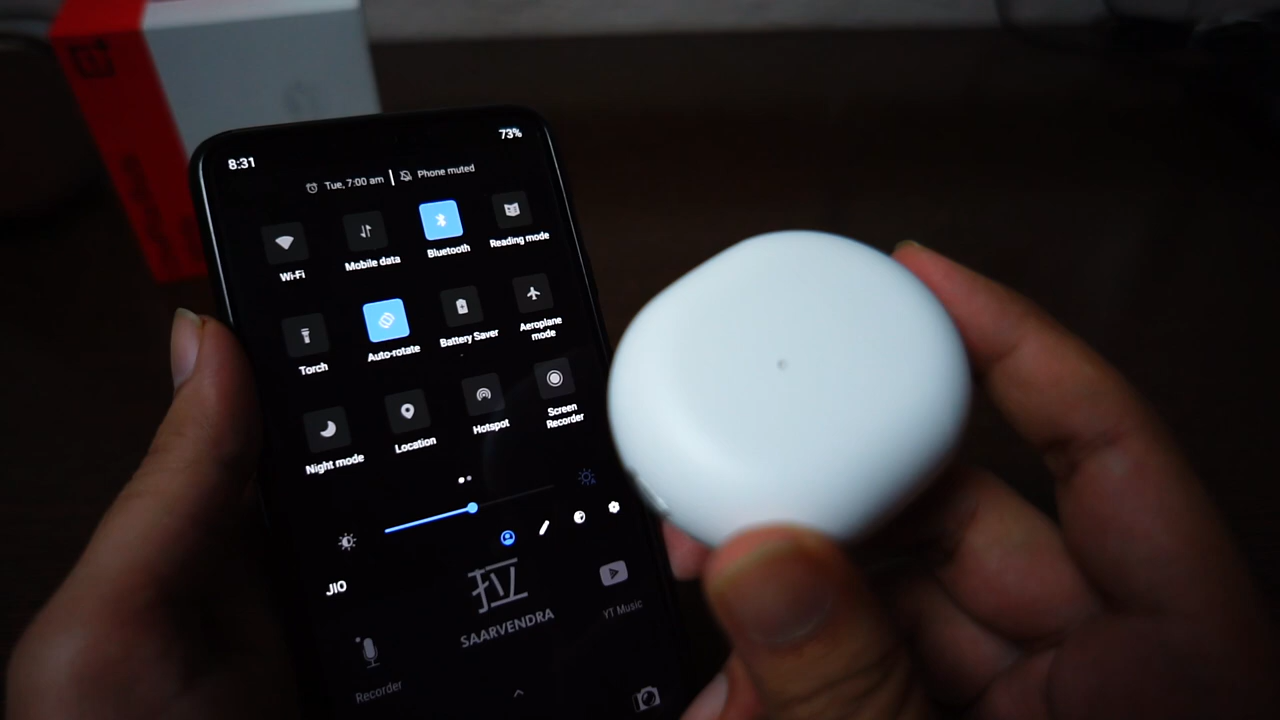 8:31
73%
Tue, 7:00 am
Phone muted
Wi-Fi
Mobile data
Bluetooth
Reading mode
Torch
Auto-rotate
Battery Saver
Aeroplane
mode
Night mode
Location
Hotspot
Screen
Recorder
JIO
拉
SAARVENDRA
YT Music
Recorder